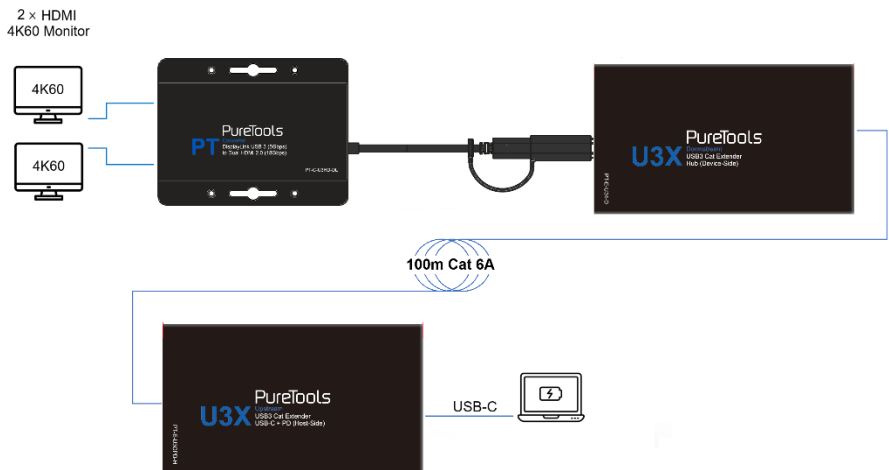 2 × HDMI
4K60 Monitor
4K60
4K60
PureTools
PT
DisplayLink USB 3 (5Gbps)
to Dual HDMI 2.0 (18Gbps)
PureTools
U3X
Downstream
USB3 Cat Extender
Hub (Device-Side)
100m Cat 6A
PureTools
U3X
Upstream
USB3 Cat Extender
USB-C + PD (Host-Side)
USB-C